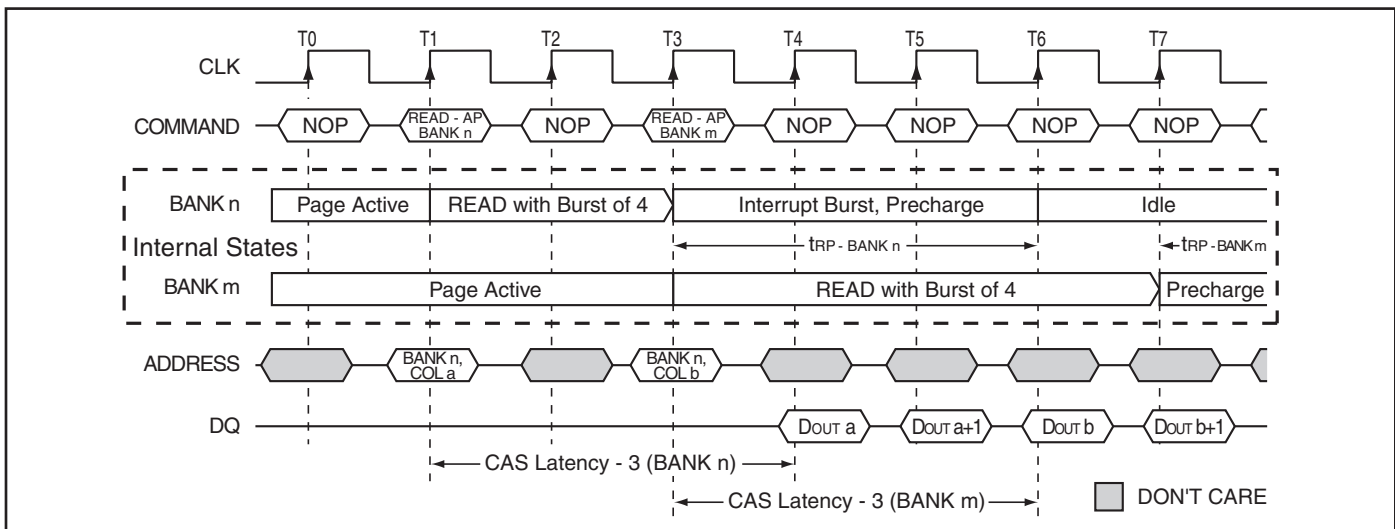 T0 T1 T2 T3 T4 T5 T6 T7
CLK
COMMAND NOP READ - AP BANK n NOP READ - AP BANK m NOP NOP NOP NOP
BANK n Page Active READ with Burst of 4 Interrupt Burst, Precharge Idle
Internal States tRP - BANK n tRP - BANK m
BANK m Page Active READ with Burst of 4 Precharge
ADDRESS BANK n, COL a BANK n, COL b
DQ DOUT a DOUT a+1 DOUT b DOUT b+1
CAS Latency - 3 (BANK n)
CAS Latency - 3 (BANK m) DON'T CARE